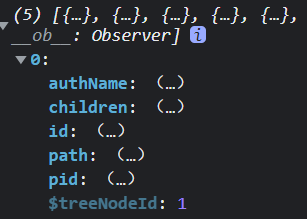 (5) [{…}, {…}, {…}, {…}, {…},
__ob__: Observer] i
0:
authName: (…)
children: (…)
id: (…)
path: (…)
pid: (…)
$treeNodeId: 1